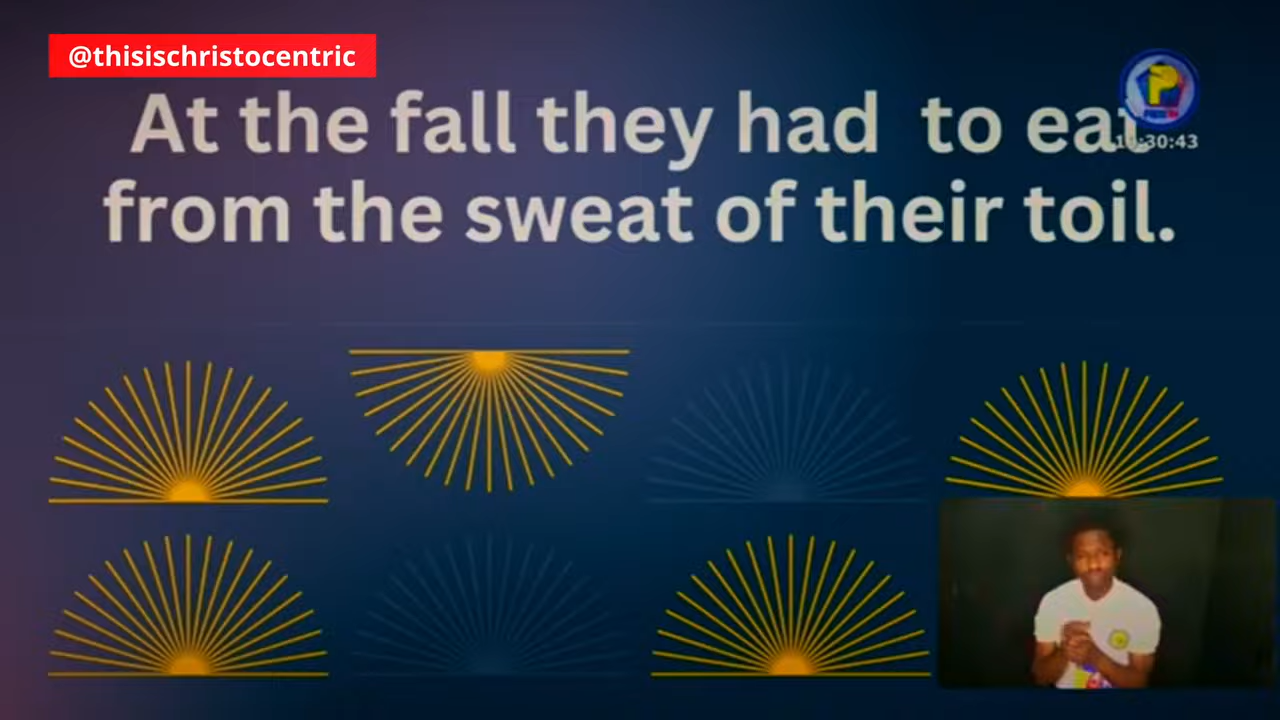 @thisischristocentric
At the fall they had to eat
from the sweat of their toil.